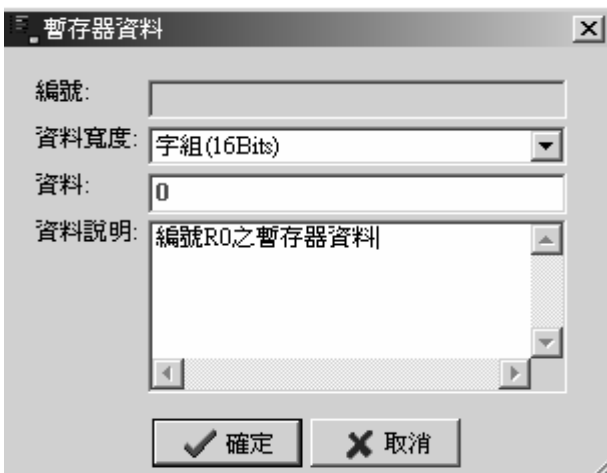 暫存器資料
編號:
資料寬度: 字組(16Bits)
資料: 0
資料說明: 編號R0之暫存器資料
確定 取消